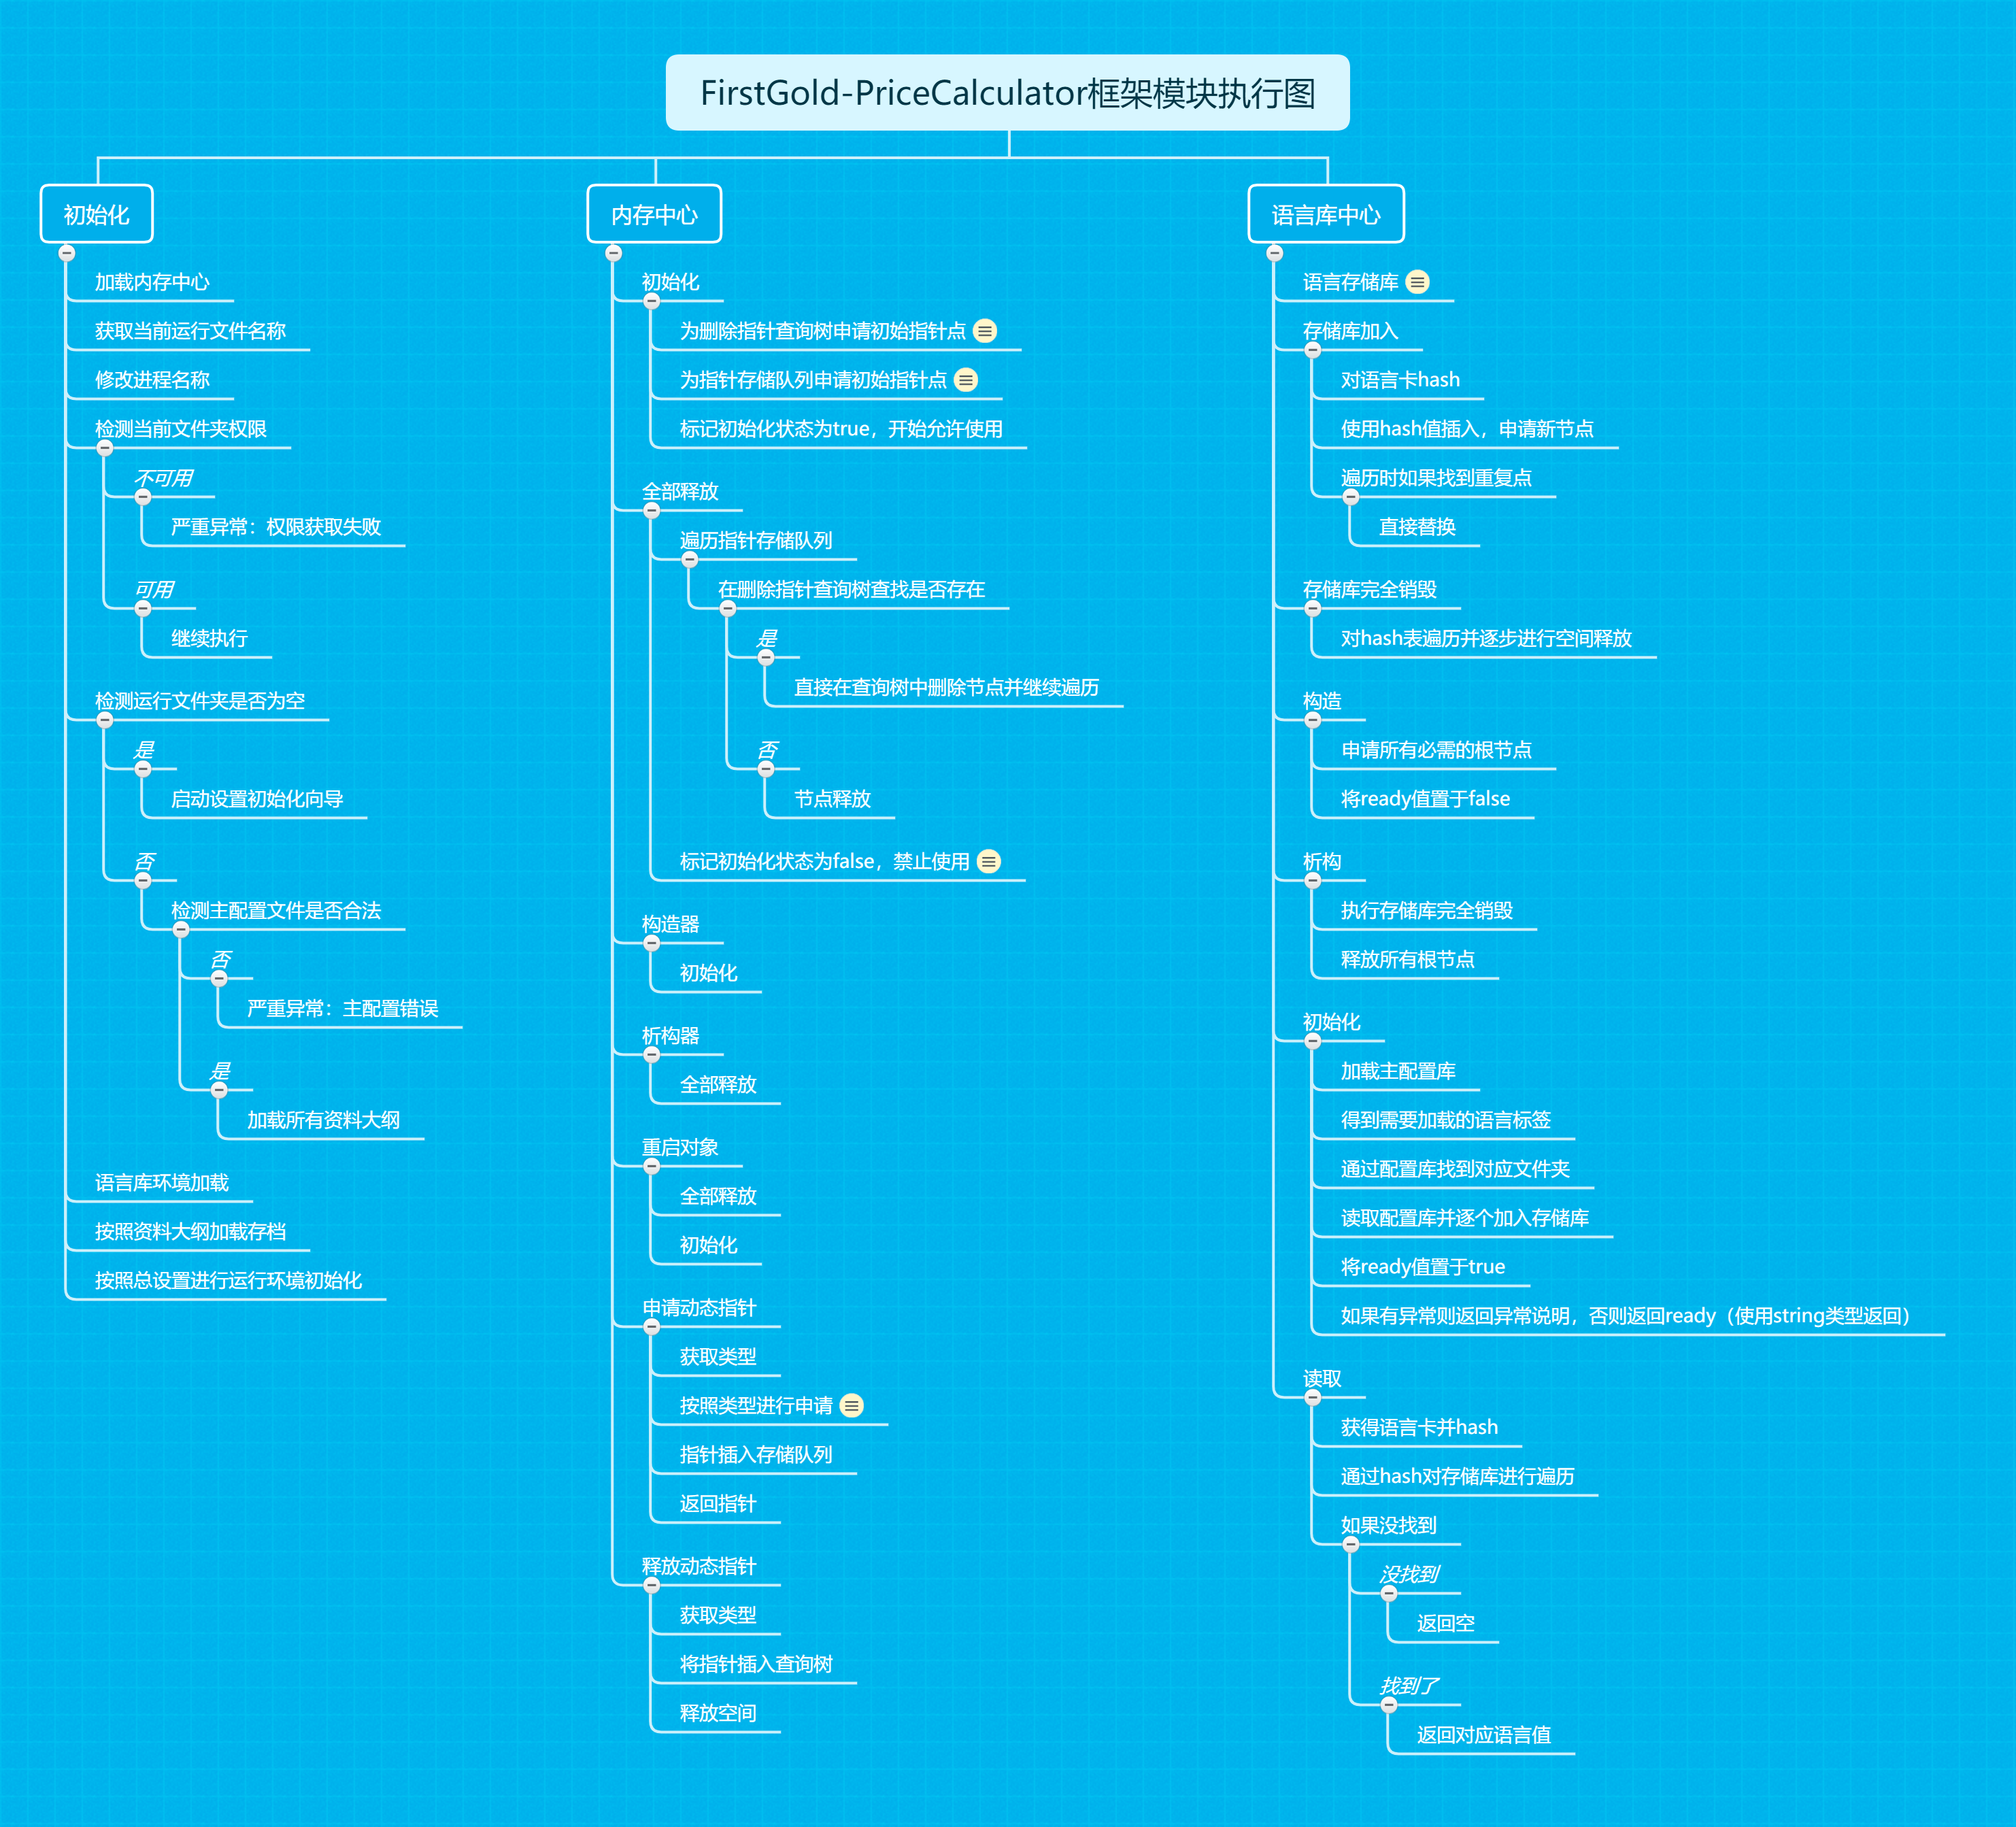 FirstGold-PriceCalculator框架模块执行图
初始化
加载内存中心
获取当前运行文件名称
修改进程名称
检测当前文件夹权限
不可用
严重异常：权限获取失败
可用
继续执行
检测运行文件夹是否为空
是
启动设置初始化向导
否
检测主配置文件是否合法
否
严重异常：主配置错误
是
加载所有资料大纲
语言库环境加载
按照资料大纲加载存档
按照总设置进行运行环境初始化
内存中心
初始化
为删除指针查询树申请初始指针点
为指针存储队列申请初始指针点
标记初始化状态为true，开始允许使用
全部释放
遍历指针存储队列
在删除指针查询树查找是否存在
是
直接在查询树中删除节点并继续遍历
否
节点释放
标记初始化状态为false，禁止使用
构造器
初始化
析构器
全部释放
重启对象
全部释放
初始化
申请动态指针
获取类型
按照类型进行申请
指针插入存储队列
返回指针
释放动态指针
获取类型
将指针插入查询树
释放空间
语言库中心
语言存储库
存储库加入
对语言卡hash
使用hash值插入，申请新节点
遍历时如果找到重复点
直接替换
存储库完全销毁
对hash表遍历并逐步进行空间释放
构造
申请所有必需的根节点
将ready值置于false
析构
执行存储库完全销毁
释放所有根节点
初始化
加载主配置库
得到需要加载的语言标签
通过配置库找到对应文件夹
读取配置库并逐个加入存储库
将ready值置于true
如果有异常则返回异常说明，否则返回ready（使用string类型返回）
读取
获得语言卡并hash
通过hash对存储库进行遍历
如果没找到
没找到
返回空
找到了
返回对应语言值